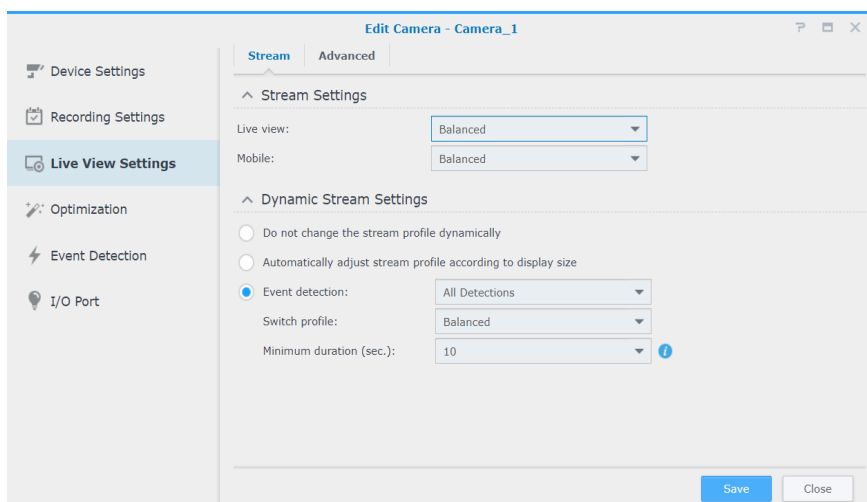 Edit Camera - Camera_1
Device Settings
Recording Settings
Live View Settings
Optimization
Event Detection
I/O Port
Stream Advanced
Stream Settings
Live view: Balanced
Mobile: Balanced
Dynamic Stream Settings
Do not change the stream profile dynamically
Automatically adjust stream profile according to display size
Event detection: All Detections
Switch profile: Balanced
Minimum duration (sec.): 10
Save Close